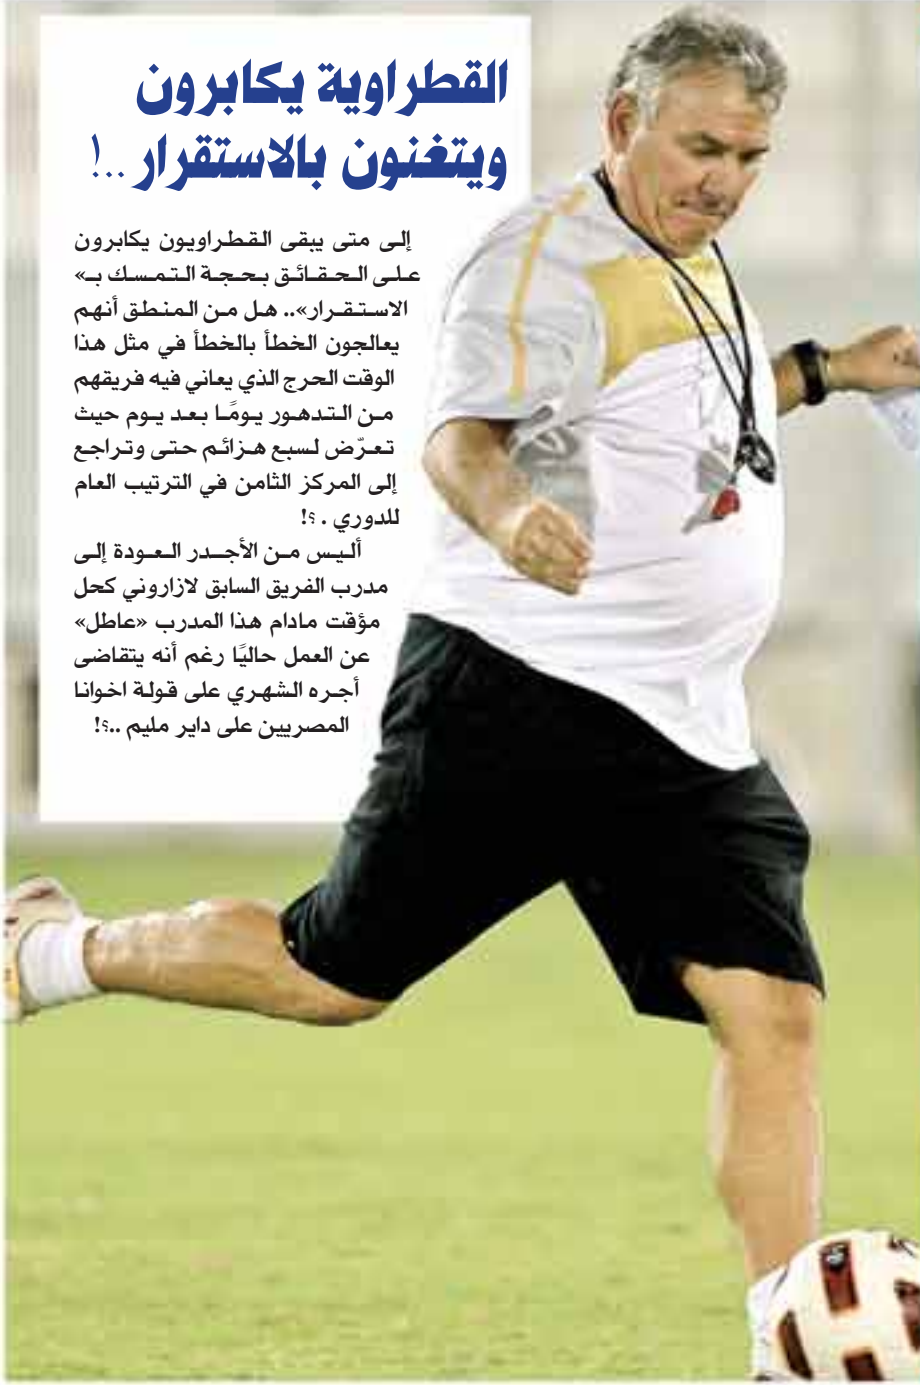 القطراوية يكابرون
ويتغنون بالاستقرار ..!
إلى متى يبقى القطراويون يكابرون
على الحقائق بحجة التمسك بـ«
الاستقرار».. هل من المنطق أنهم
يعالجون الخطأ بالخطأ في مثل هذا
الوقت الحرج الذي يعاني فيه فريقهم
من التدهور يومًا بعد يوم حيث
تعرّض لسبع هزائم حتى وتراجع
إلى المركز الثامن في الترتيب العام
للدوري . ؟!
أليس من الأجدر العودة إلى
مدرب الفريق السابق لازاروني كحل
مؤقت مادام هذا المدرب «عاطل»
عن العمل حاليًا رغم أنه يتقاضى
أجره الشهري على قولة اخوانا
المصريين على داير مليم ..؟!